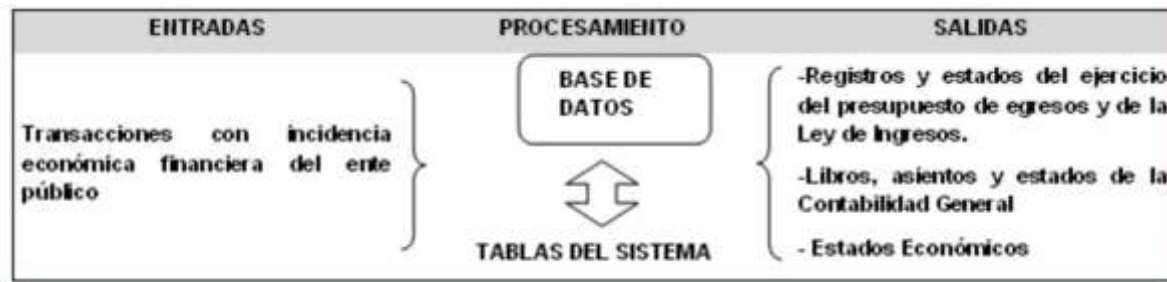 ENTRADAS
PROCESAMIENTO
SALIDAS
Transacciones con incidencia
económica financiera del ente
público
BASE DE
DATOS
TABLAS DEL SISTEMA
-Registros y estados del ejercicio
del presupuesto de egresos y de la
Ley de Ingresos.
-Libros, asientos y estados de la
Contabilidad General
- Estados Económicos